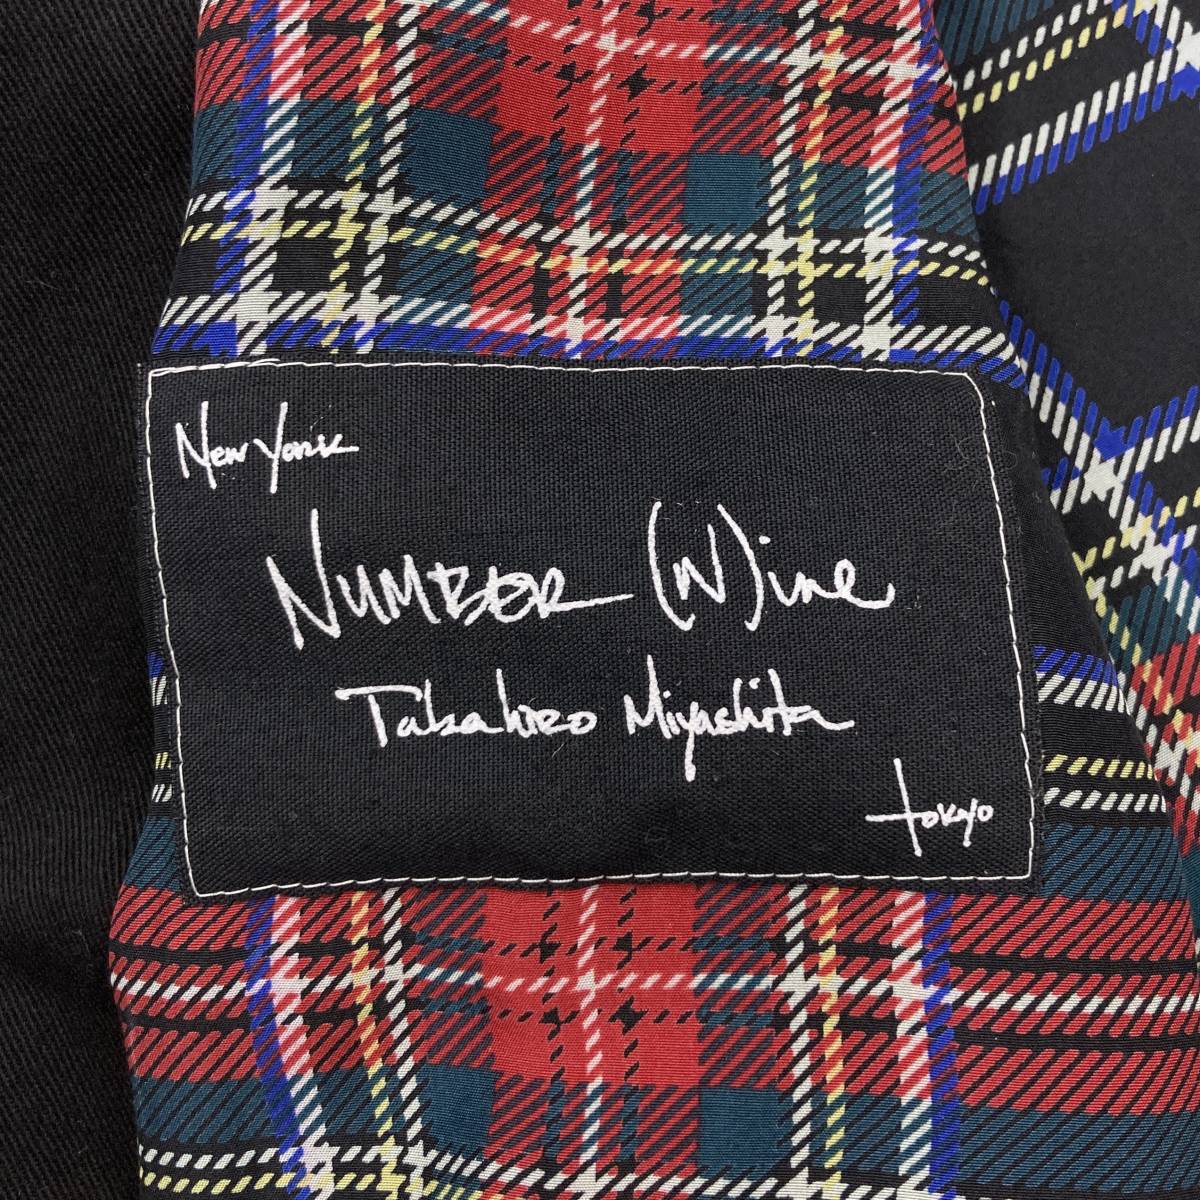 New York
NUMBER (N)ine
Takahiro Miyashita
tokyo